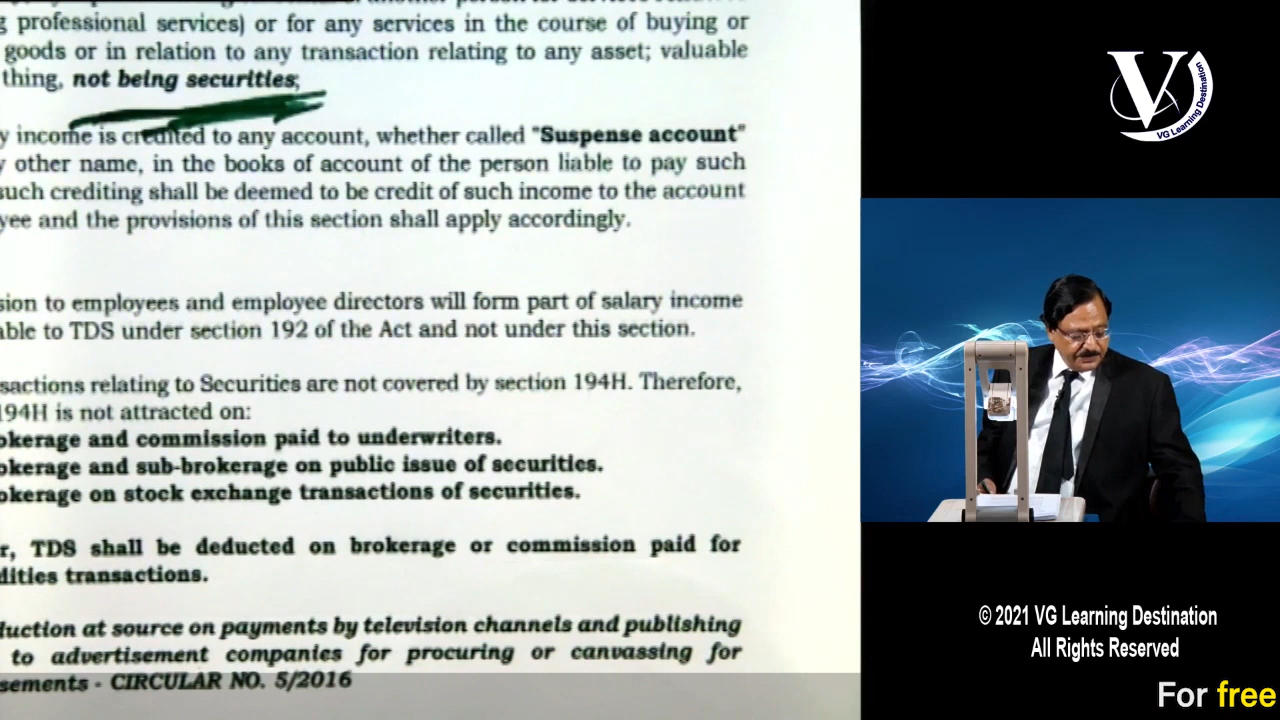 professional services) or for any services in the course of buying or
goods or in relation to any transaction relating to any asset; valuable
thing, not being securities;
y income is credited to any account, whether called "Suspense account"
y other name, in the books of account of the person liable to pay such
such crediting shall be deemed to be credit of such income to the account
yee and the provisions of this section shall apply accordingly.
sion to employees and employee directors will form part of salary income
able to TDS under section 192 of the Act and not under this section.
sactions relating to Securities are not covered by section 194H. Therefore,
194H is not attracted on:
okerage and commission paid to underwriters.
okerage and sub-brokerage on public issue of securities.
okerage on stock exchange transactions of securities.
r, TDS shall be deducted on brokerage or commission paid for
dities transactions.
duction at source on payments by television channels and publishing
to advertisement companies for procuring or canvassing for
sements - CIRCULAR NO. 5/2016
V
VG Learning Destination
© 2021 VG Learning Destination
All Rights Reserved
For free